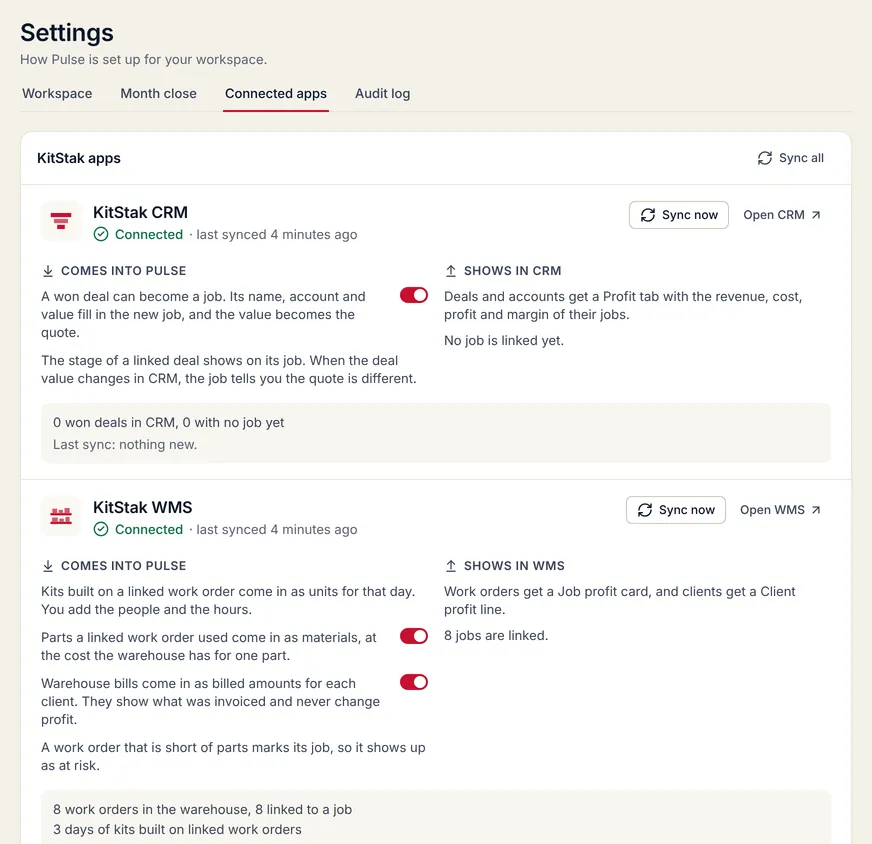 Settings
How Pulse is set up for your workspace.
Workspace Month close Connected apps Audit log
KitStak apps
Sync all
KitStak CRM
Connected · last synced 4 minutes ago
Sync now
Open CRM ↗
COMES INTO PULSE
A won deal can become a job. Its name, account and
value fill in the new job, and the value becomes the
quote.
The stage of a linked deal shows on its job. When the deal
value changes in CRM, the job tells you the quote is different.
SHOWS IN CRM
Deals and accounts get a Profit tab with the revenue, cost,
profit and margin of their jobs.
No job is linked yet.
0 won deals in CRM, 0 with no job yet
Last sync: nothing new.
KitStak WMS
Connected · last synced 4 minutes ago
Sync now
Open WMS ↗
COMES INTO PULSE
Kits built on a linked work order come in as units for that day.
You add the people and the hours.
Parts a linked work order used come in as materials, at
the cost the warehouse has for one part.
Warehouse bills come in as billed amounts for each
client. They show what was invoiced and never change
profit.
A work order that is short of parts marks its job, so it shows up
as at risk.
SHOWS IN WMS
Work orders get a Job profit card, and clients get a Client
profit line.
8 jobs are linked.
8 work orders in the warehouse, 8 linked to a job
3 days of kits built on linked work orders